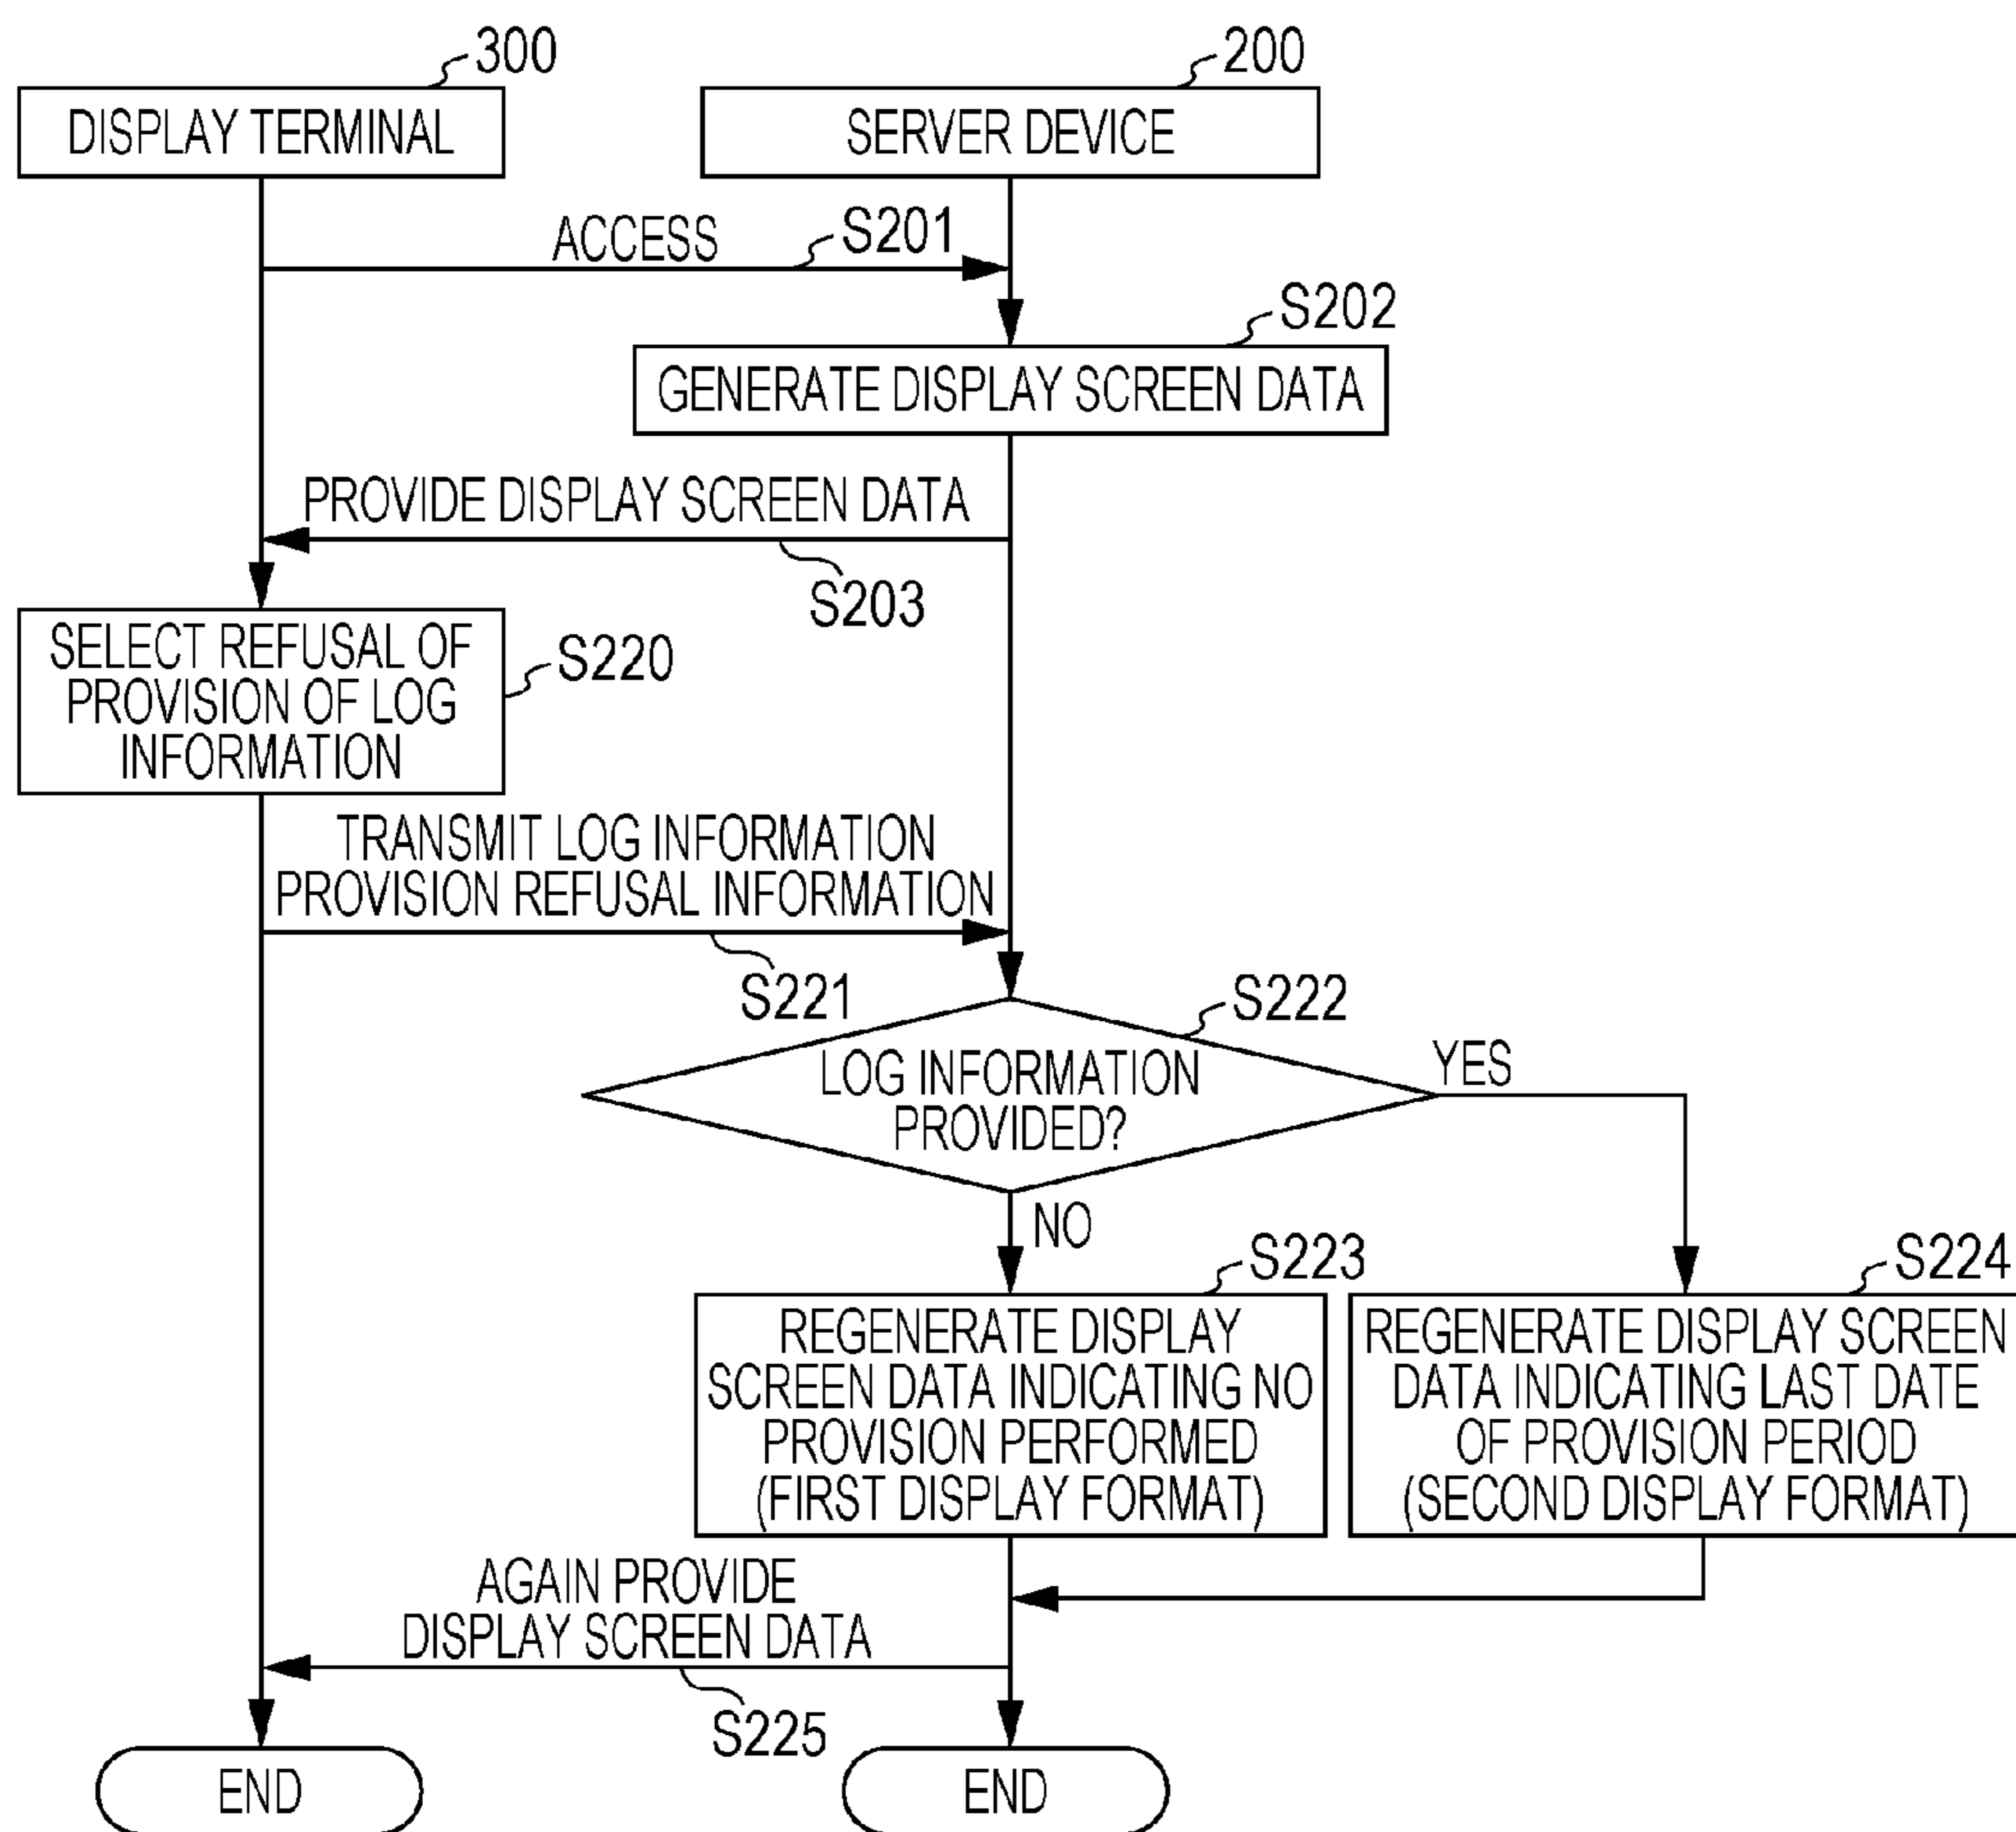 300
200
DISPLAY TERMINAL
SERVER DEVICE
ACCESS
S201
S202
GENERATE DISPLAY SCREEN DATA
PROVIDE DISPLAY SCREEN DATA
S203
SELECT REFUSAL OF
PROVISION OF LOG
INFORMATION
S220
TRANSMIT LOG INFORMATION
PROVISION REFUSAL INFORMATION
S221
S222
LOG INFORMATION
PROVIDED?
YES
NO
S223
REGENERATE DISPLAY
SCREEN DATA INDICATING NO
PROVISION PERFORMED
(FIRST DISPLAY FORMAT)
S224
REGENERATE DISPLAY SCREEN
DATA INDICATING LAST DATE
OF PROVISION PERIOD
(SECOND DISPLAY FORMAT)
AGAIN PROVIDE
DISPLAY SCREEN DATA
S225
END
END